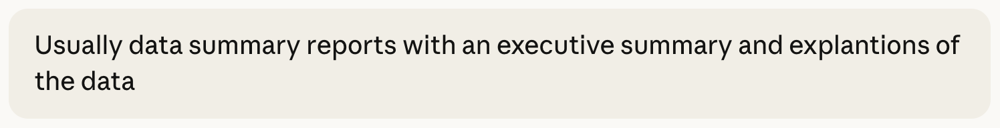 Usually data summary reports with an executive summary and explantions of
the data